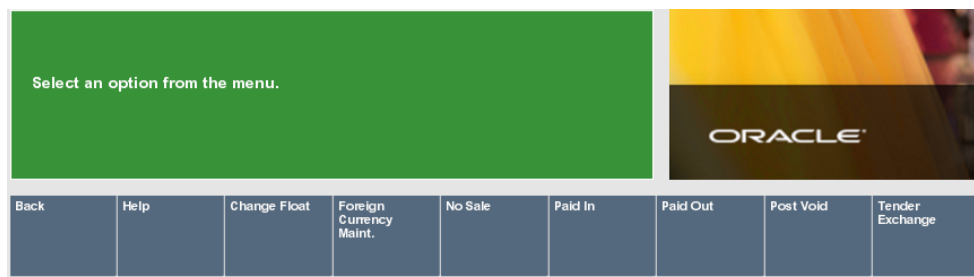 Select an option from the menu.
ORACLE®
Back
Help
Change Float
Foreign
Currency
Maint.
No Sale
Paid In
Paid Out
Post Void
Tender
Exchange